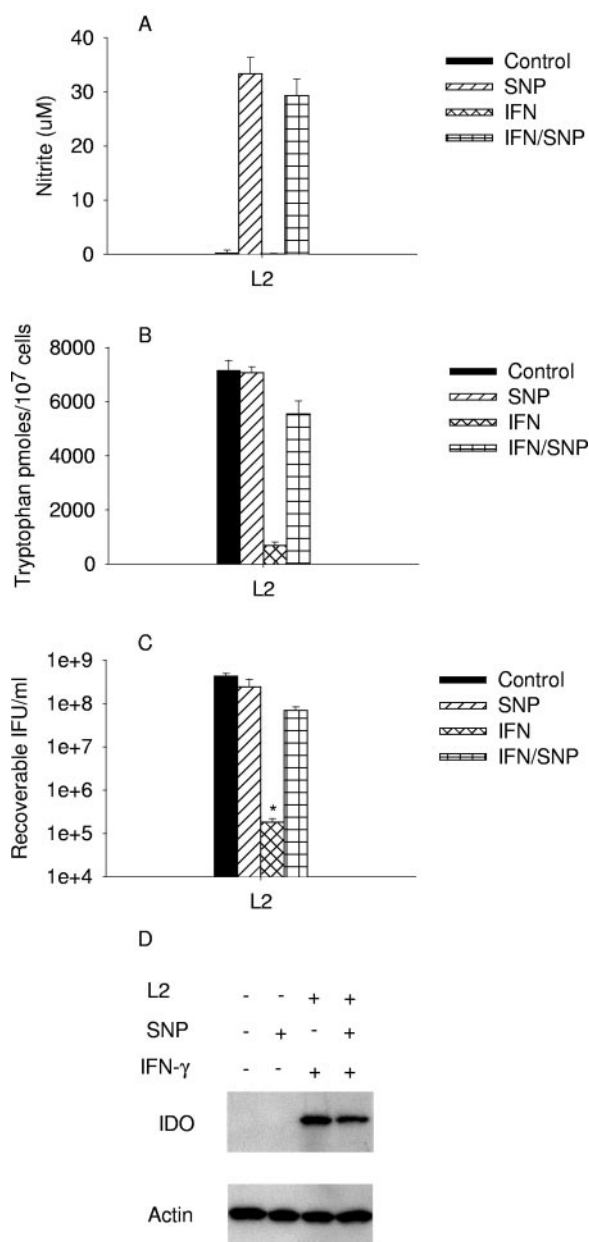 A
40
30
20
10
0
Nitrite (uM)
L2
Control
SNP
IFN
IFN/SNP
B
8000
6000
4000
2000
0
Tryptophan pmoles/10⁷ cells
L2
Control
SNP
IFN
IFN/SNP
C
1e+9
1e+8
1e+7
1e+6
1e+5
1e+4
Recoverable IFU/ml
*
L2
Control
SNP
IFN
IFN/SNP
D
L2 - - + +
SNP - + - +
IFN-γ - - + +
IDO
Actin